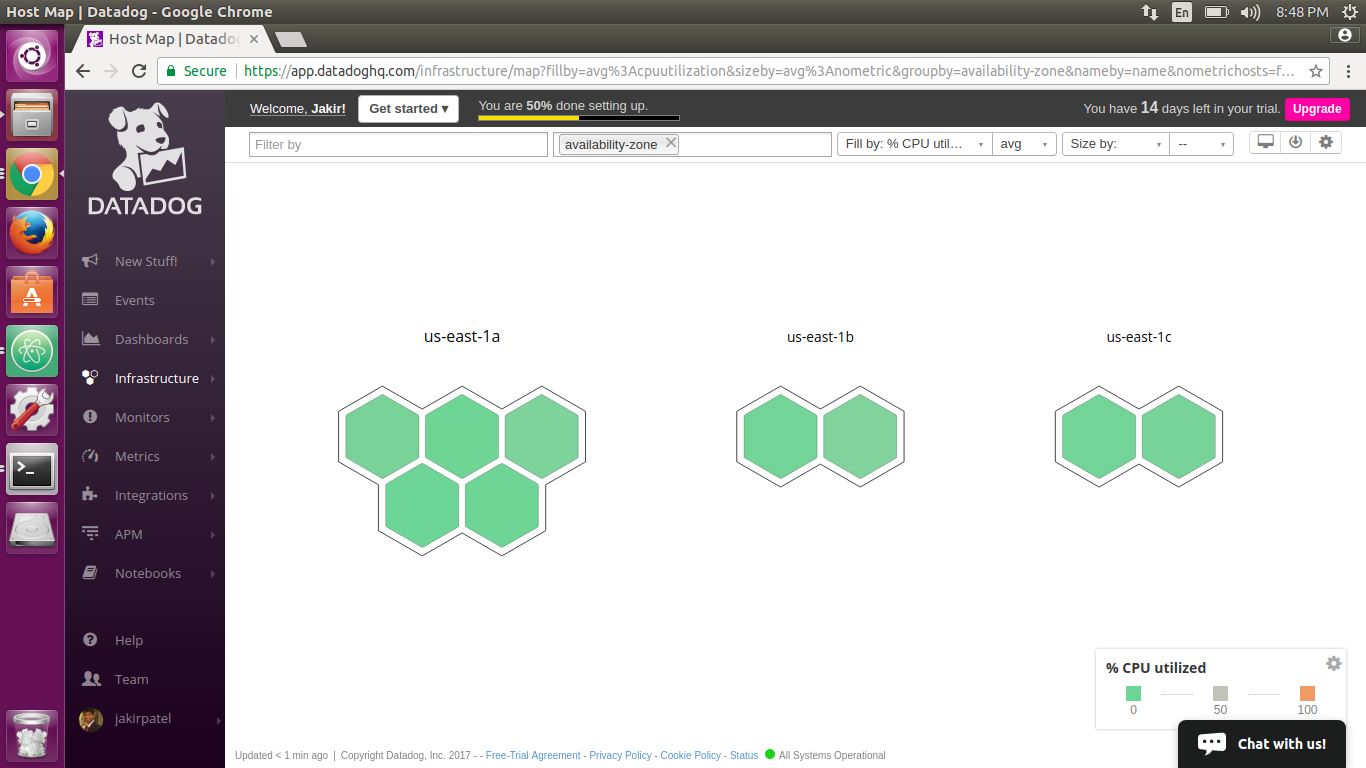 Host Map | Datadog - Google Chrome
En
8:48 PM
Host Map | Datadog
Secure
https://app.datadoghq.com/infrastructure/map?fillby=avg%3Acpuutilization&sizeby=avg%3Anometric&groupby=availability-zone&nameby=name&nometrichosts=f...
Welcome, Jakir!
Get started ▾
You are 50% done setting up.
You have 14 days left in your trial.
Upgrade
Filter by
availability-zone
Fill by: % CPU util...
avg
Size by:
--
DATADOG
New Stuff!
Events
Dashboards
Infrastructure
Monitors
Metrics
Integrations
APM
Notebooks
Help
Team
jakirpatel
us-east-1a
us-east-1b
us-east-1c
% CPU utilized
0
50
100
Updated < 1 min ago | Copyright Datadog, Inc. 2017 - - Free-Trial Agreement - Privacy Policy - Cookie Policy - Status All Systems Operational
Chat with us!